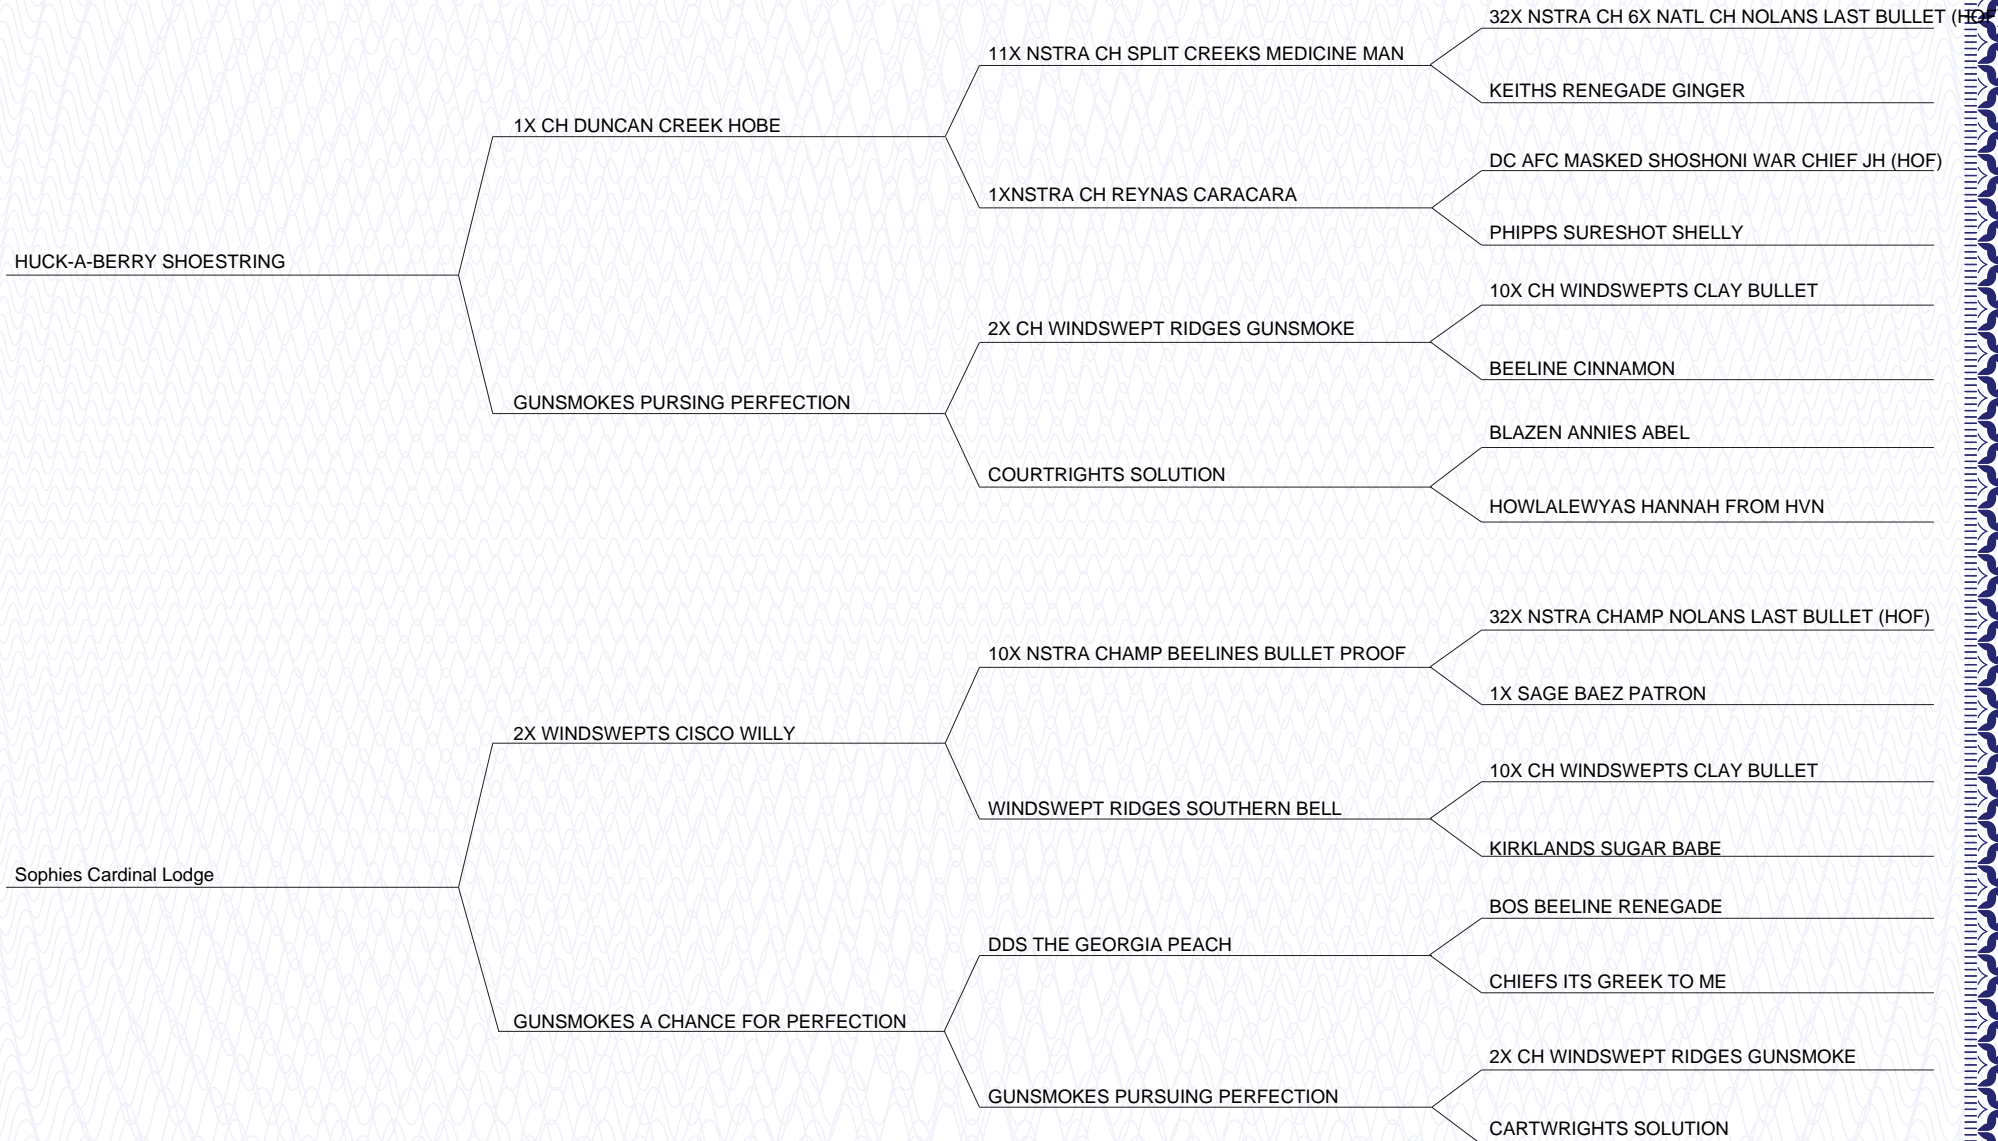 32X NSTRA CH 6X NATL CH NOLANS LAST BULLET (HOF
11X NSTRA CH SPLIT CREEKS MEDICINE MAN
KEITHS RENEGADE GINGER
1X CH DUNCAN CREEK HOBE
DC AFC MASKED SHOSHONI WAR CHIEF JH (HOF)
1XNSTRA CH REYNAS CARACARA
PHIPPS SURESHOT SHELLY
HUCK-A-BERRY SHOESTRING
10X CH WINDSWEPTS CLAY BULLET
2X CH WINDSWEPT RIDGES GUNSMOKE
BEELINE CINNAMON
GUNSMOKES PURSING PERFECTION
BLAZEN ANNIES ABEL
COURTRIGHTS SOLUTION
HOWLALEWYAS HANNAH FROM HVN
32X NSTRA CHAMP NOLANS LAST BULLET (HOF)
10X NSTRA CHAMP BEELINES BULLET PROOF
1X SAGE BAEZ PATRON
2X WINDSWEPTS CISCO WILLY
10X CH WINDSWEPTS CLAY BULLET
WINDSWEPT RIDGES SOUTHERN BELL
KIRKLANDS SUGAR BABE
Sophies Cardinal Lodge
BOS BEELINE RENEGADE
DDS THE GEORGIA PEACH
CHIEFS ITS GREEK TO ME
GUNSMOKES A CHANCE FOR PERFECTION
2X CH WINDSWEPT RIDGES GUNSMOKE
GUNSMOKES PURSUING PERFECTION
CARTWRIGHTS SOLUTION